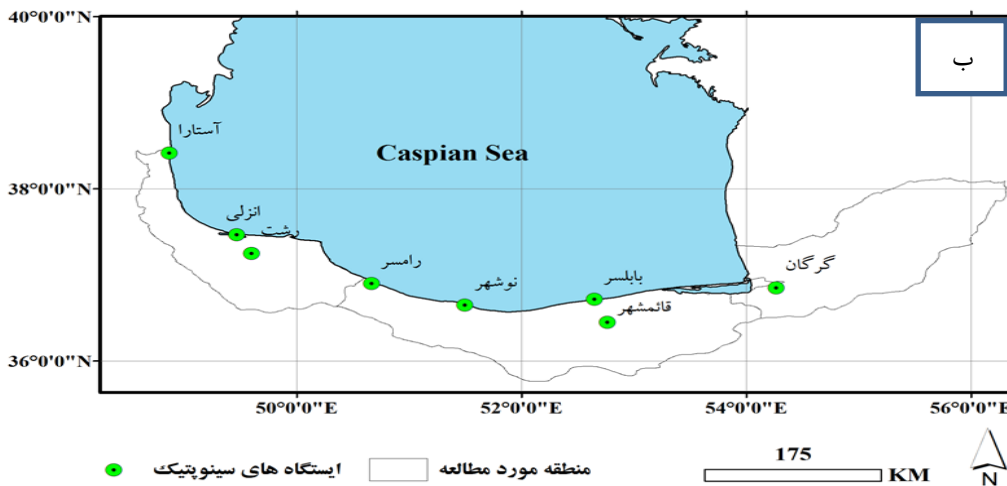 40°0'0"N
ب
آستارا
Caspian Sea
38°0'0"N
انزلی
رشت
رامسر
گرگان
نوشهر
بابلسر
قائمشهر
36°0'0"N
50°0'0"E
52°0'0"E
54°0'0"E
56°0'0"E
ایستگاه های سینوپتیک
منطقه مورد مطالعه
175
KM
N